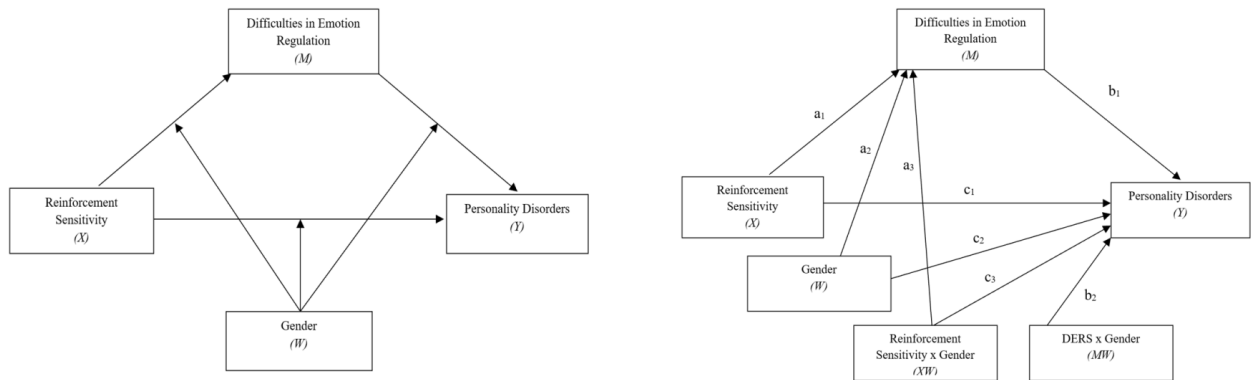 Difficulties in Emotion
Regulation
(M)
Reinforcement
Sensitivity
(X)
Personality Disorders
(Y)
Gender
(W)
Difficulties in Emotion
Regulation
(M)
a₁
a₂
a₃
b₁
Reinforcement
Sensitivity
(X)
c₁
Personality Disorders
(Y)
Gender
(W)
c₂
c₃
b₂
Reinforcement
Sensitivity x Gender
(XW)
DERS x Gender
(MW)